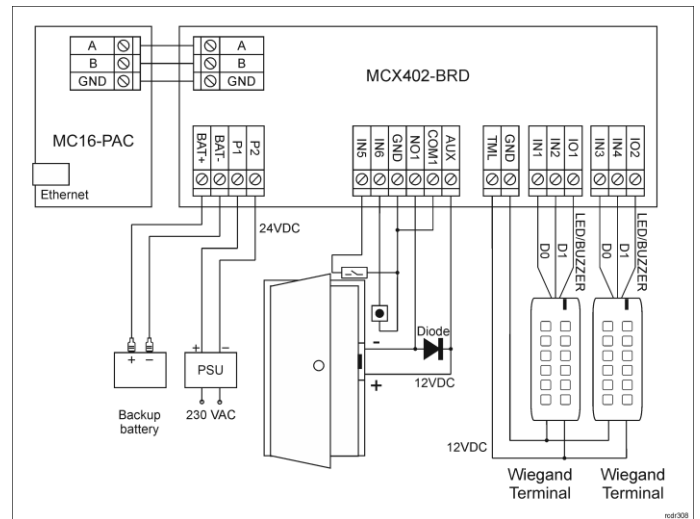 A
B
GND
A
B
GND
MC16-PAC
Ethernet
MCX402-BRD
BAT+
BAT-
P1
P2
IN5
IN6
GND
NO1
COM1
AUX
TML
GND
IN1
IN2
IO1
IN3
IN4
IO2
24VDC
D0
D1
LED/BUZZER
D0
D1
LED/BUZZER
+ −
Backup
battery
+ −
PSU
230 VAC
-
Diode
+
12VDC
12VDC
Wiegand
Terminal
Wiegand
Terminal
rcdr308